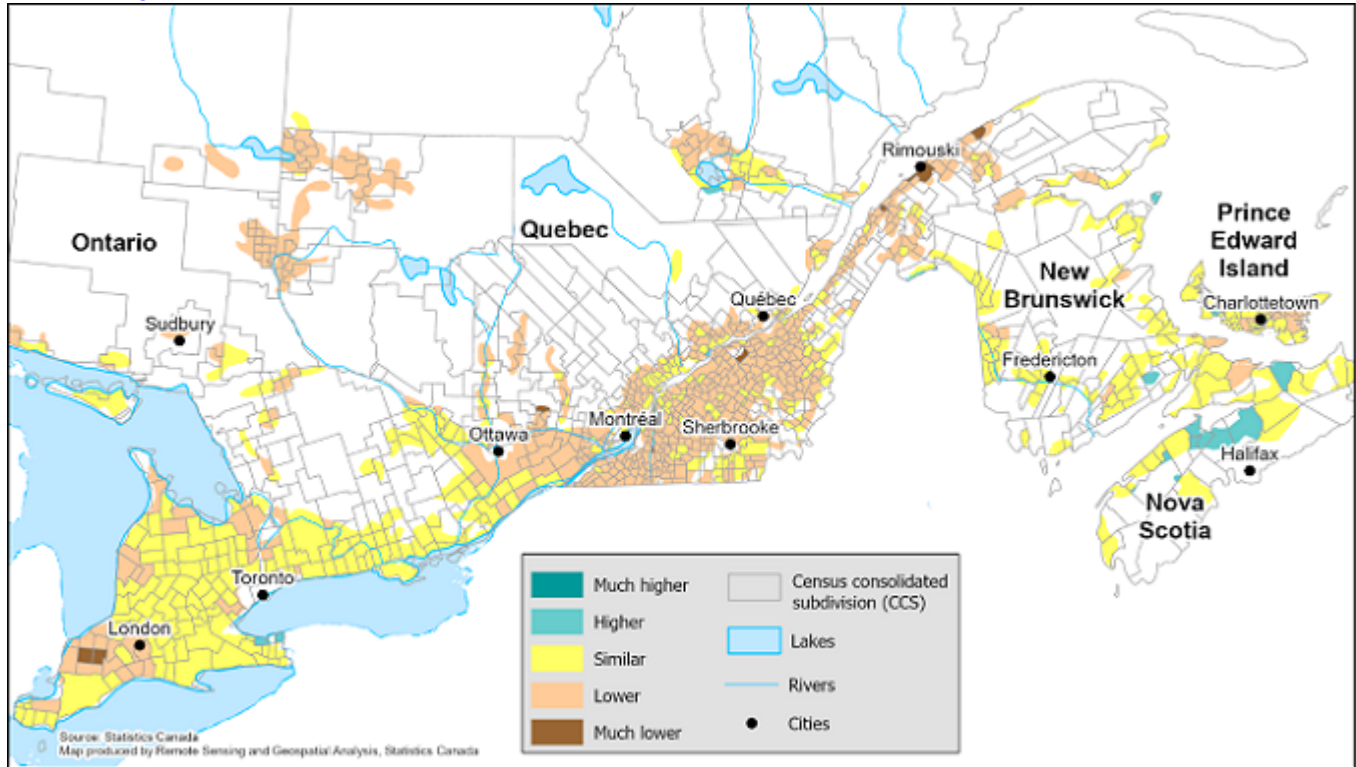 Ontario
Quebec
Prince
Edward
Island
New
Brunswick
Nova
Scotia
Sudbury
Rimouski
Québec
Charlottetown
Fredericton
Ottawa
Montréal
Sherbrooke
Halifax
Toronto
London
Much higher
Higher
Similar
Lower
Much lower
Census consolidated
subdivision (CCS)
Lakes
Rivers
Cities
Source: Statistics Canada
Map produced by Remote Sensing and Geospatial Analysis, Statistics Canada